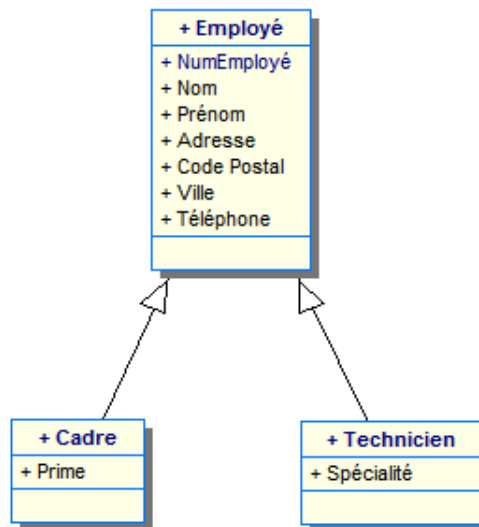 + Employé
+ NumEmployé
+ Nom
+ Prénom
+ Adresse
+ Code Postal
+ Ville
+ Téléphone
+ Cadre
+ Prime
+ Technicien
+ Spécialité